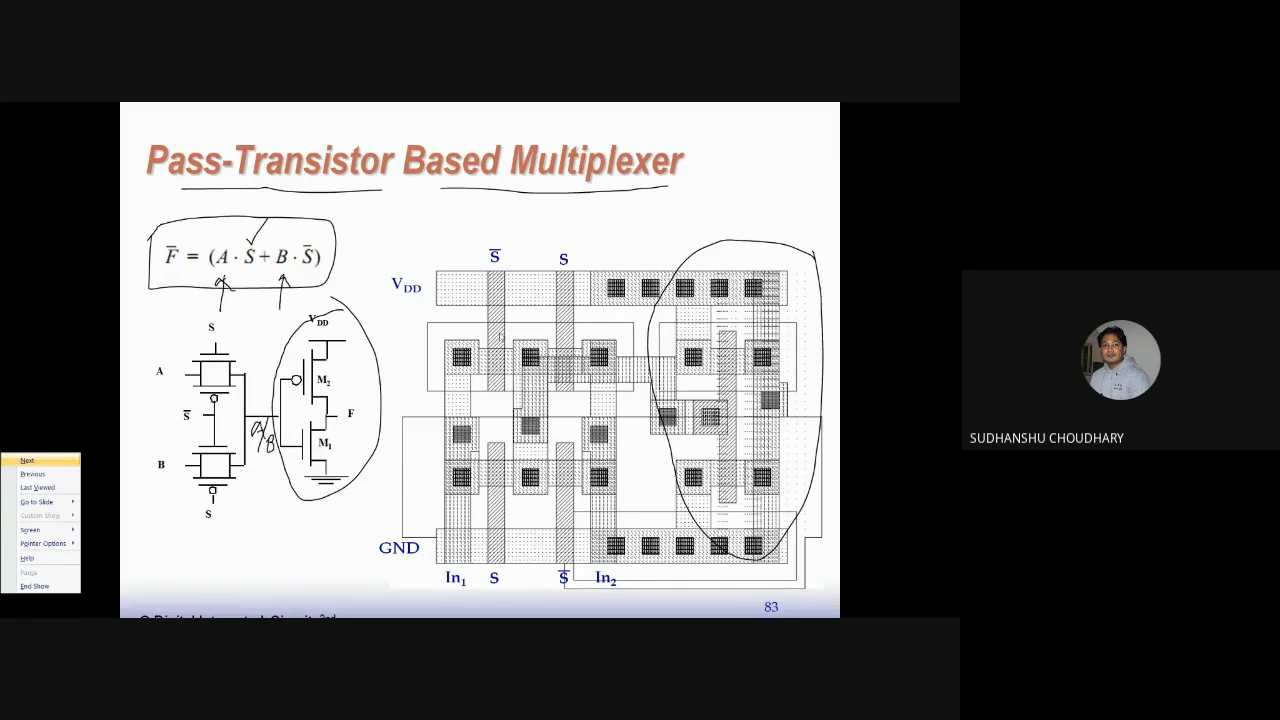 Pass-Transistor Based Multiplexer
F̅ = (A · S + B · S̅)
S̅ S
V_DD
S
A
S̅
B
S
V_DD
M₂
F
M₁
A/B
GND
In₁ S S̅ In₂
83
Next
Previous
Last Viewed
Go to Slide
Custom Show
Screen
Pointer Options
Help
Pause
End Show
SUDHANSHU CHOUDHARY